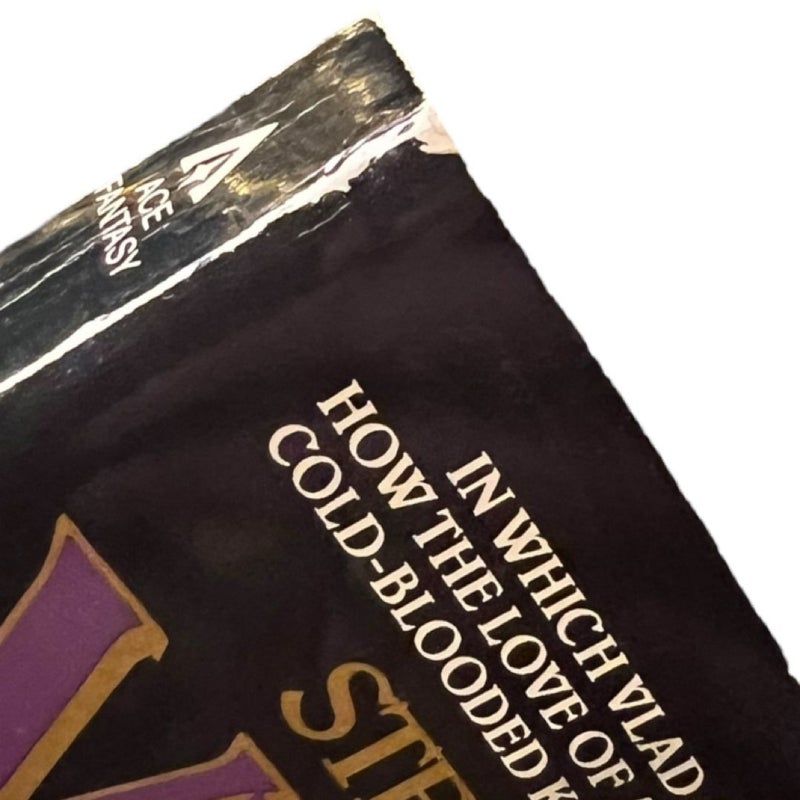 ACE
FANTASY
IN WHICH VLAD
HOW THE LOVE OF
COLD-BLOODED